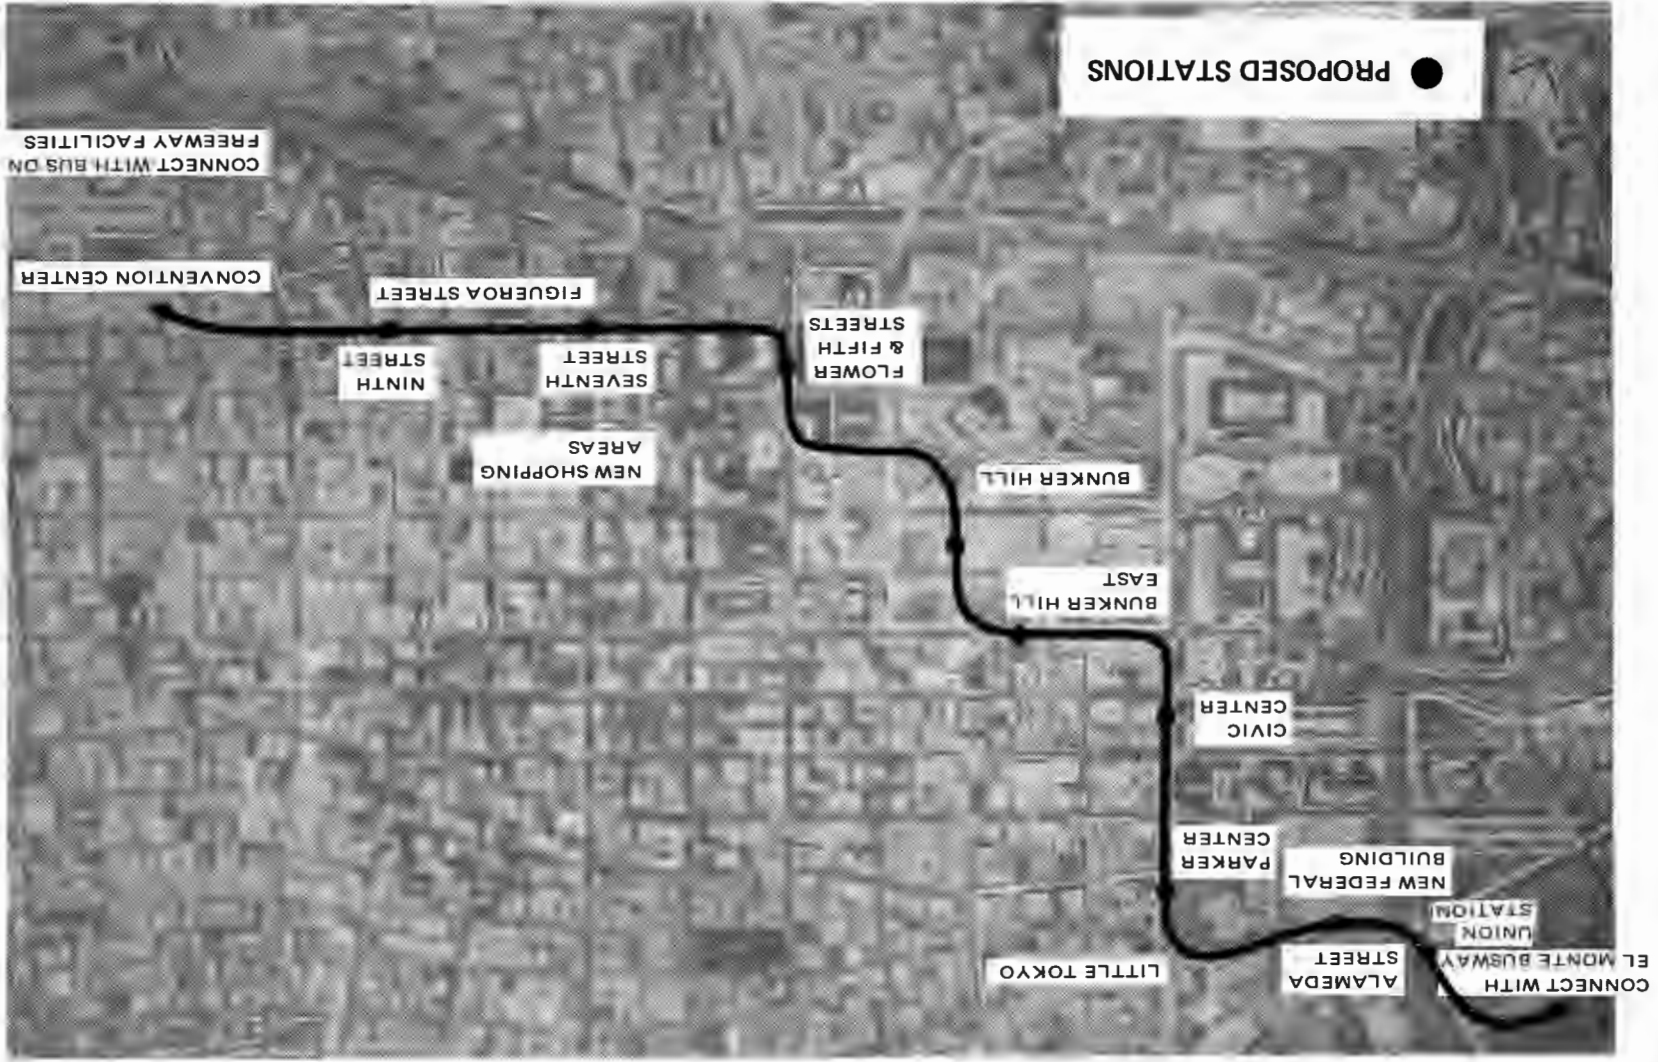 CONNECT WITH
EL MONTE BUSWAY
UNION
STATION
ALAMEDA
STREET
LITTLE TOKYO
NEW FEDERAL
BUILDING
PARKER
CENTER
CIVIC
CENTER
BUNKER HILL
EAST
BUNKER HILL
FLOWER
& FIFTH
STREETS
NEW SHOPPING
AREAS
SEVENTH
STREET
NINTH
STREET
FIGUEROA STREET
CONVENTION CENTER
CONNECT WITH BUS ON
FREEWAY FACILITIES
PROPOSED STATIONS